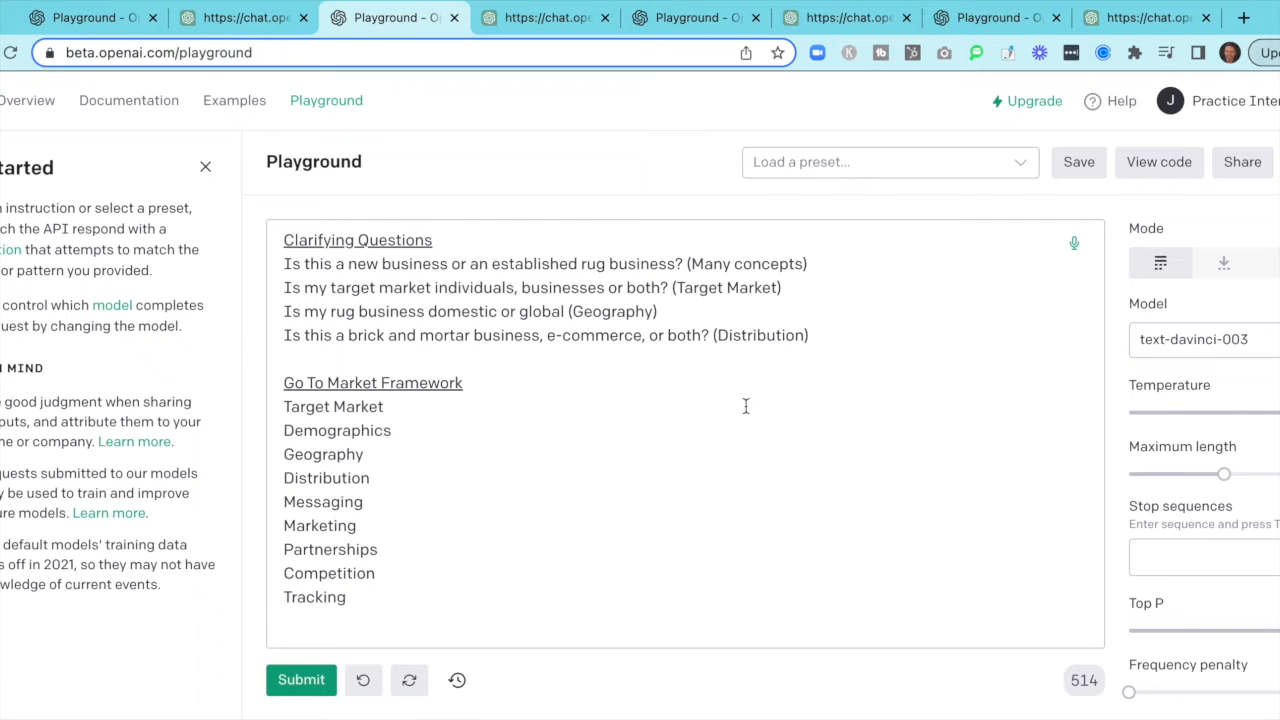 Playground - O
https://chat.ope
Playground - O
https://chat.ope
Playground - O
https://chat.ope
Playground - O
https://chat.ope
beta.openai.com/playground
Overview
Documentation
Examples
Playground
Upgrade
Help
J
Practice Inter
tarted
Playground
Load a preset...
Save
View code
Share
n instruction or select a preset,
ch the API respond with a
tion that attempts to match the
or pattern you provided.
control which model completes
uest by changing the model.
MIND
good judgment when sharing
puts, and attribute them to your
me or company. Learn more.
quests submitted to our models
y be used to train and improve
ure models. Learn more.
default models' training data
s off in 2021, so they may not have
wledge of current events.
Clarifying Questions
Is this a new business or an established rug business? (Many concepts)
Is my target market individuals, businesses or both? (Target Market)
Is my rug business domestic or global (Geography)
Is this a brick and mortar business, e-commerce, or both? (Distribution)
Go To Market Framework
Target Market
Demographics
Geography
Distribution
Messaging
Marketing
Partnerships
Competition
Tracking
Submit
514
Mode
Model
text-davinci-003
Temperature
Maximum length
Stop sequences
Enter sequence and press T
Top P
Frequency penalty